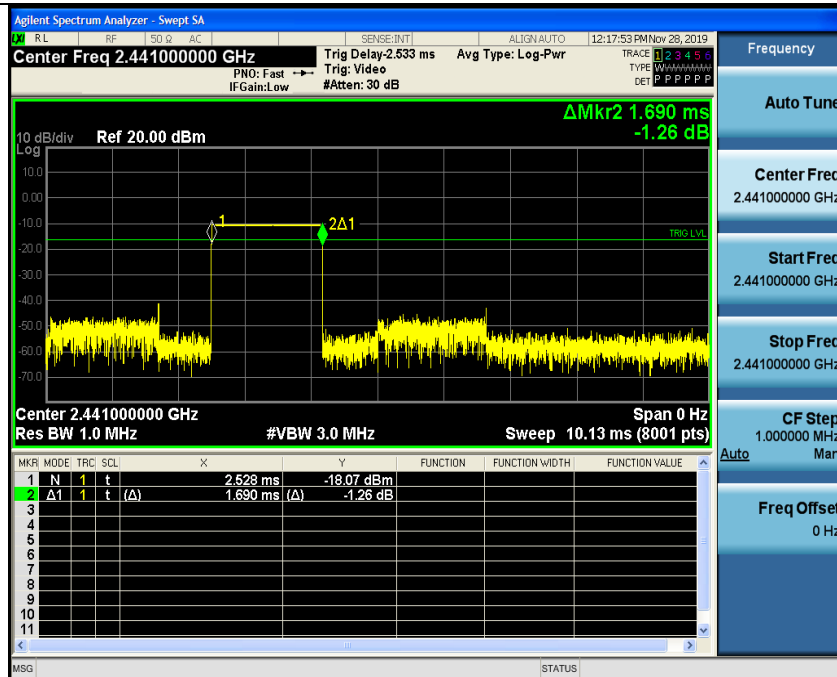 Agilent Spectrum Analyzer - Swept SA
LXI RL RF 50 Ω AC SENSE:INT ALIGN AUTO 12:17:53 PM Nov 28, 2019
Center Freq 2.441000000 GHz
PNO: Fast
IFGain:Low
Trig Delay-2.533 ms
Trig: Video
#Atten: 30 dB
Avg Type: Log-Pwr
TRACE 1 2 3 4 5 6
TYPE W
DET P P P P P P
ΔMkr2 1.690 ms
-1.26 dB
10 dB/div Ref 20.00 dBm
Log
10.0
0.00
-10.0
-20.0
-30.0
-40.0
-50.0
-60.0
-70.0
1
2Δ1
TRIG LVL
Center 2.441000000 GHz Span 0 Hz
Res BW 1.0 MHz #VBW 3.0 MHz Sweep 10.13 ms (8001 pts)
MKR MODE TRC SCL X Y FUNCTION FUNCTION WIDTH FUNCTION VALUE
1 N 1 t 2.528 ms -18.07 dBm
2 Δ1 1 t (Δ) 1.690 ms (Δ) -1.26 dB
3
4
5
6
7
8
9
10
11
MSG STATUS
Frequency
Auto Tune
Center Freq
2.441000000 GHz
Start Freq
2.441000000 GHz
Stop Freq
2.441000000 GHz
CF Step
1.000000 MHz
Auto Man
Freq Offset
0 Hz